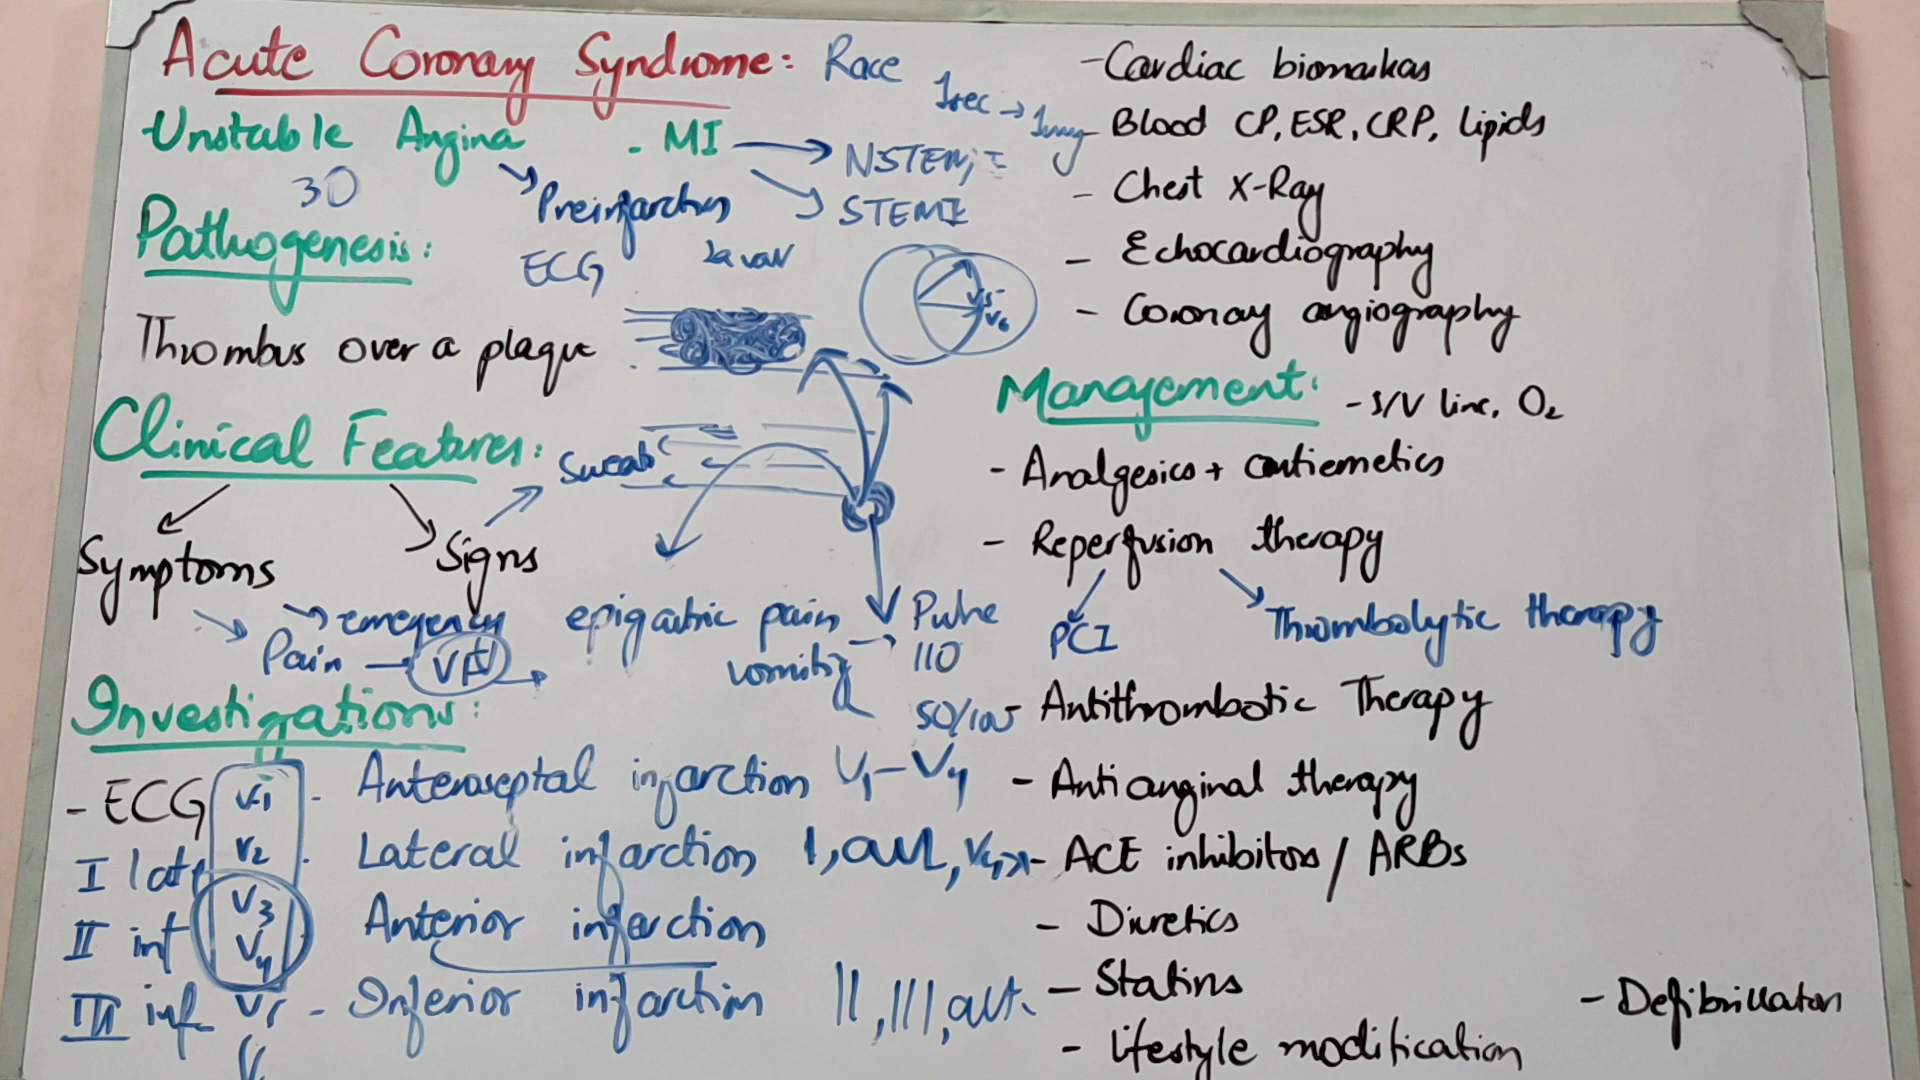 Acute Coronary Syndrome: Race
1sec →
Unstable Angina - MI → NSTEMI
30 Preinfarction STEMI
Pathogenesis:
ECG
Thrombus over a plaque
V5
V6
Clinical Features:
Sweat
Symptoms Signs
→ emergency epigastric pain → Pulse
Pain → VF vomiting 110
Investigations:
- ECG V1 - Anteroseptal infarction V1-V4
I lat V2 - Lateral infarction I, aVL,
II inf V3 Anterior infarction
V4
III inf - Inferior infarction II, III, avf
- Cardiac biomarkers
- Blood CP, ESR, CRP, Lipids
- Chest X-Ray
- Echocardiography
- Coronay angiography
Management:
- I/V line, O2
- Analgesics + antiemetics
- Reperfusion therapy
PCI Thrombolytic therapy
- Antithrombotic Therapy
- Antianginal therapy
- ACE inhibitors / ARBs
- Diuretics
- Statins
- lifestyle modification
- Defibrillator